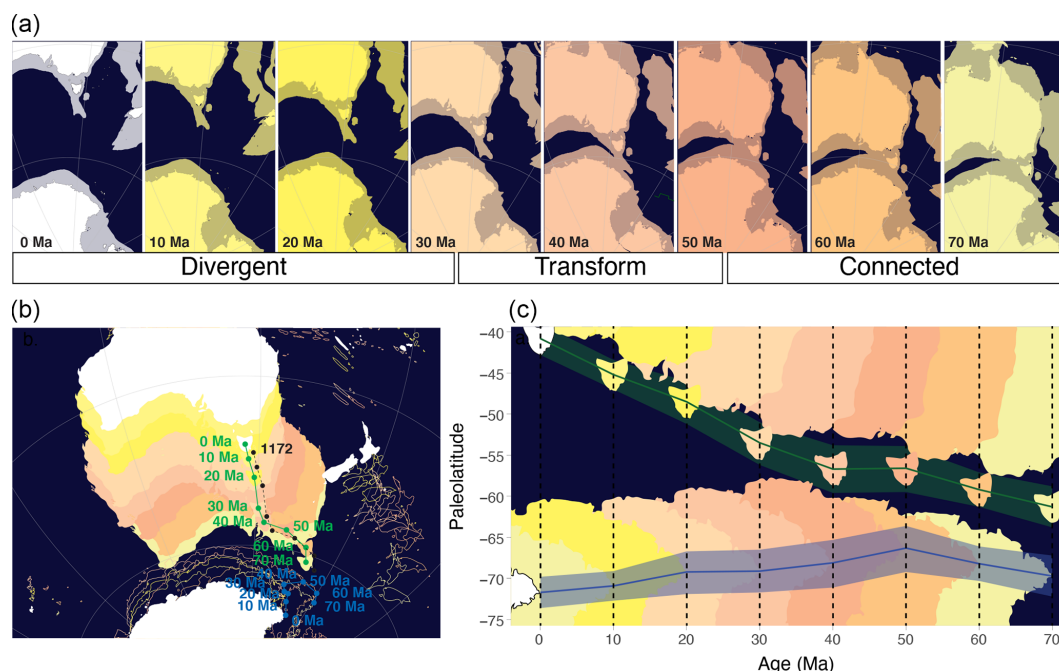 (a)
0 Ma 10 Ma 20 Ma 30 Ma 40 Ma 50 Ma 60 Ma 70 Ma
Divergent Transform Connected
(b)
b.
0 Ma
10 Ma
1172
20 Ma
30 Ma
40 Ma
50 Ma
60 Ma
70 Ma
50 Ma
30 Ma
20 Ma
60 Ma
10 Ma
70 Ma
0 Ma
(c)
a.
Paleolatitude
-40
-45
-50
-55
-60
-65
-70
-75
0 10 20 30 40 50 60 70
Age (Ma)